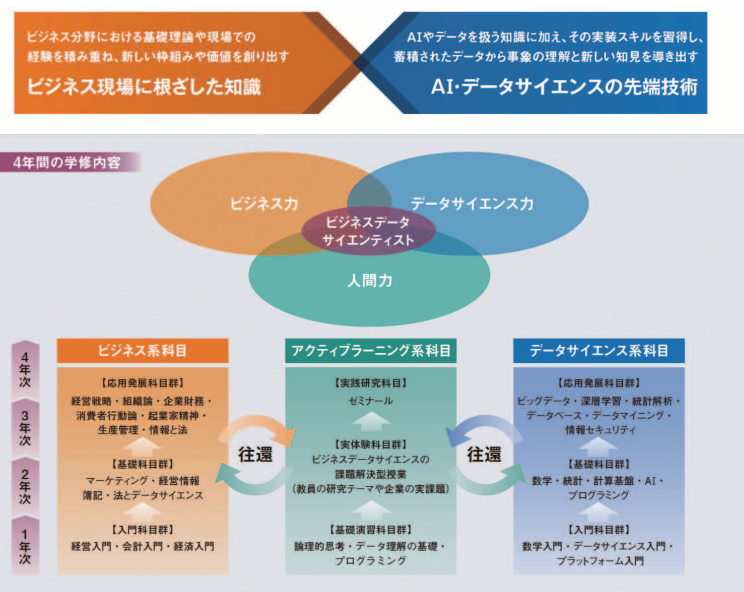 ビジネス分野における基礎理論や現場での
経験を積み重ね、新しい枠組みや価値を創り出す
ビジネス現場に根ざした知識
AIやデータを扱う知識に加え、その実装スキルを習得し、
蓄積されたデータから事象の理解と新しい知見を導き出す
AI・データサイエンスの先端技術
4年間の学修内容
ビジネス力
データサイエンス力
ビジネスデータ
サイエンティスト
人間力
4年次
3年次
2年次
1年次
ビジネス系科目
【応用発展科目群】
経営戦略・組織論・企業財務・
消費者行動論・起業家精神・
生産管理・情報と法
【基礎科目群】
マーケティング・経営情報
簿記・法とデータサイエンス
【入門科目群】
経営入門・会計入門・経済入門
往還
アクティブラーニング系科目
【実践研究科目】
ゼミナール
【実体験科目群】
ビジネスデータサイエンスの
課題解決型授業
(教員の研究テーマや企業の実課題)
【基礎演習科目群】
論理的思考・データ理解の基礎・
プログラミング
往還
データサイエンス系科目
【応用発展科目群】
ビッグデータ・深層学習・統計解析・
データベース・データマイニング・
情報セキュリティ
【基礎科目群】
数学・統計・計算基盤・AI・
プログラミング
【入門科目群】
数学入門・データサイエンス入門・
プラットフォーム入門